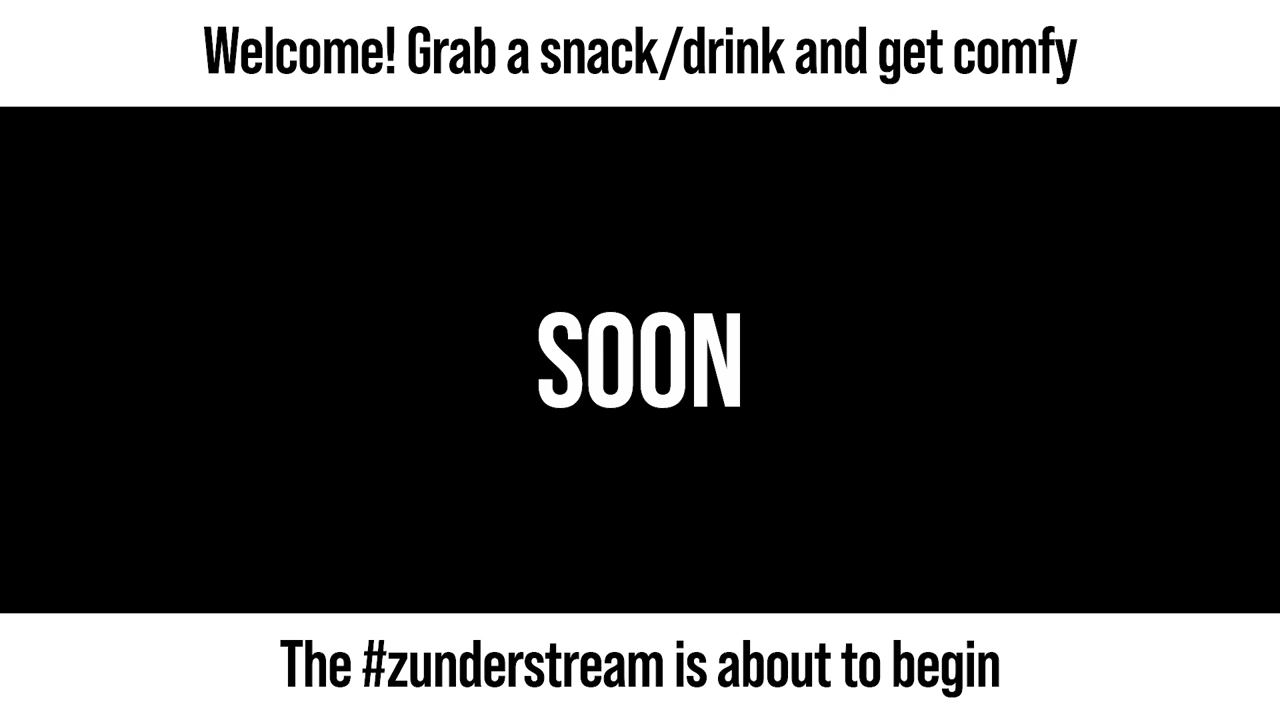 Welcome! Grab a snack/drink and get comfy
SOON
The #zunderstream is about to begin